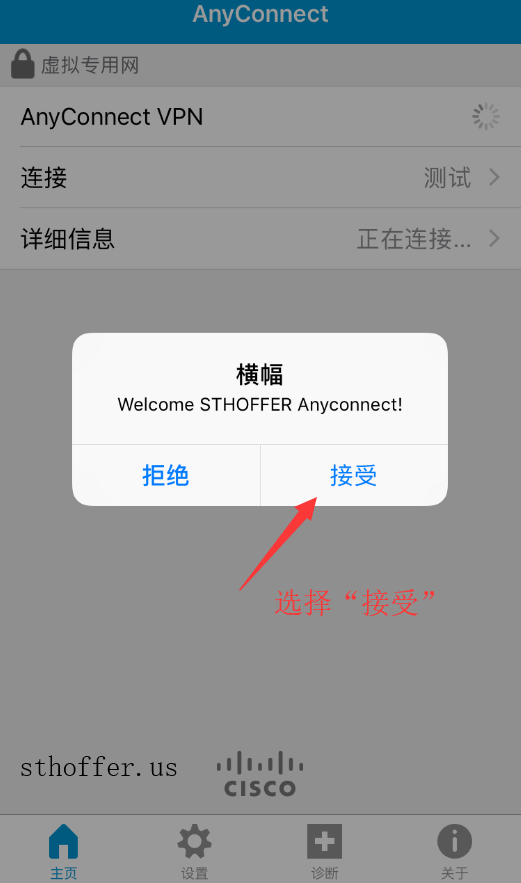 AnyConnect
虚拟专用网
AnyConnect VPN
连接 测试
详细信息 正在连接...
横幅
Welcome STHOFFER Anyconnect!
拒绝 接受
选择“接受”
sthoffer.us
CISCO
主页 设置 诊断 关于